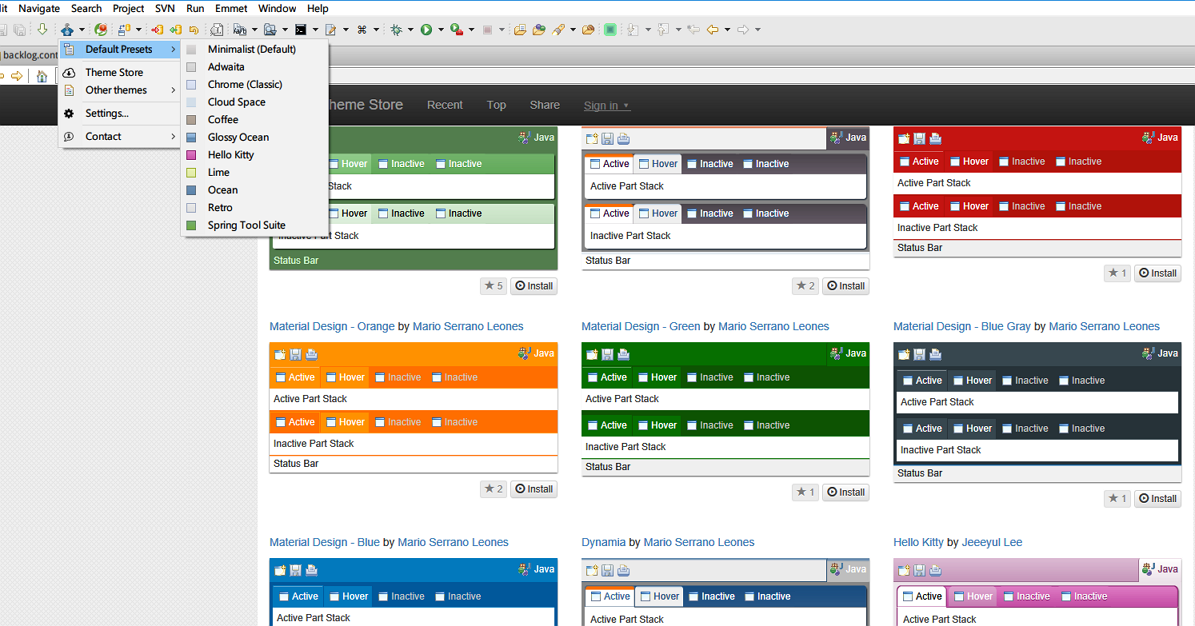 it Navigate Search Project SVN Run Emmet Window Help
backlog.cont
Default Presets
Theme Store
Other themes
Settings...
Contact
Minimalist (Default)
Adwaita
Chrome (Classic)
Cloud Space
Coffee
Glossy Ocean
Hello Kitty
Lime
Ocean
Retro
Spring Tool Suite
heme Store Recent Top Share Sign in
Java
Hover Inactive Inactive
Stack
Hover Inactive Inactive
Inactive Part Stack
Status Bar
5 Install
Java
Active Hover Inactive Inactive
Active Part Stack
Active Hover Inactive Inactive
Inactive Part Stack
Status Bar
2 Install
Java
Active Hover Inactive Inactive
Active Part Stack
Active Hover Inactive Inactive
Inactive Part Stack
Status Bar
1 Install
Material Design - Orange by Mario Serrano Leones
Java
Active Hover Inactive Inactive
Active Part Stack
Active Hover Inactive Inactive
Inactive Part Stack
Status Bar
2 Install
Material Design - Green by Mario Serrano Leones
Java
Active Hover Inactive Inactive
Active Part Stack
Active Hover Inactive Inactive
Inactive Part Stack
Status Bar
1 Install
Material Design - Blue Gray by Mario Serrano Leones
Java
Active Hover Inactive Inactive
Active Part Stack
Active Hover Inactive Inactive
Inactive Part Stack
Status Bar
1 Install
Material Design - Blue by Mario Serrano Leones
Java
Active Hover Inactive Inactive
Active Part Stack
Dynamia by Mario Serrano Leones
Java
Active Hover Inactive Inactive
Active Part Stack
Hello Kitty by Jeeeyul Lee
Java
Active Hover Inactive Inactive
Active Part Stack